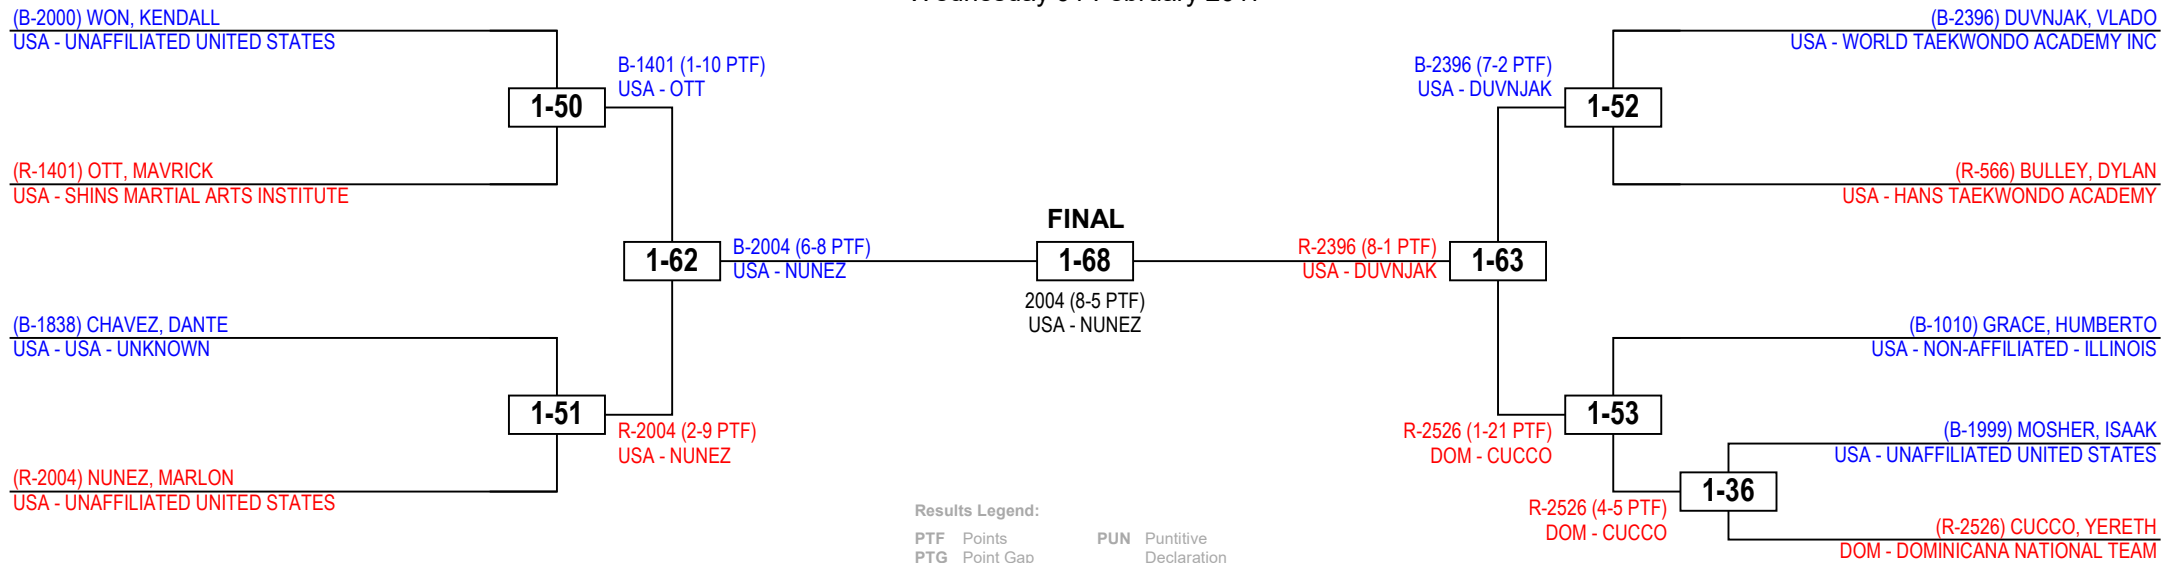 (B-2000) WON, KENDALL
USA - UNAFFILIATED UNITED STATES
B-1401 (1-10 PTF)
USA - OTT
1-50
(R-1401) OTT, MAVRICK
USA - SHINS MARTIAL ARTS INSTITUTE
1-62
B-2004 (6-8 PTF)
USA - NUNEZ
(B-1838) CHAVEZ, DANTE
USA - USA - UNKNOWN
1-51
R-2004 (2-9 PTF)
USA - NUNEZ
(R-2004) NUNEZ, MARLON
USA - UNAFFILIATED UNITED STATES
FINAL
1-68
2004 (8-5 PTF)
USA - NUNEZ
(B-2396) DUVNJAK, VLADO
USA - WORLD TAEKWONDO ACADEMY INC
B-2396 (7-2 PTF)
USA - DUVNJAK
1-52
(R-566) BULLEY, DYLAN
USA - HANS TAEKWONDO ACADEMY
R-2396 (8-1 PTF)
USA - DUVNJAK
1-63
(B-1010) GRACE, HUMBERTO
USA - NON-AFFILIATED - ILLINOIS
1-53
R-2526 (1-21 PTF)
DOM - CUCCO
(B-1999) MOSHER, ISAAK
USA - UNAFFILIATED UNITED STATES
1-36
R-2526 (4-5 PTF)
DOM - CUCCO
(R-2526) CUCCO, YERETH
DOM - DOMINICANA NATIONAL TEAM
Results Legend:
PTF Points PUN Puntitive
PTG Point Gap Declaration